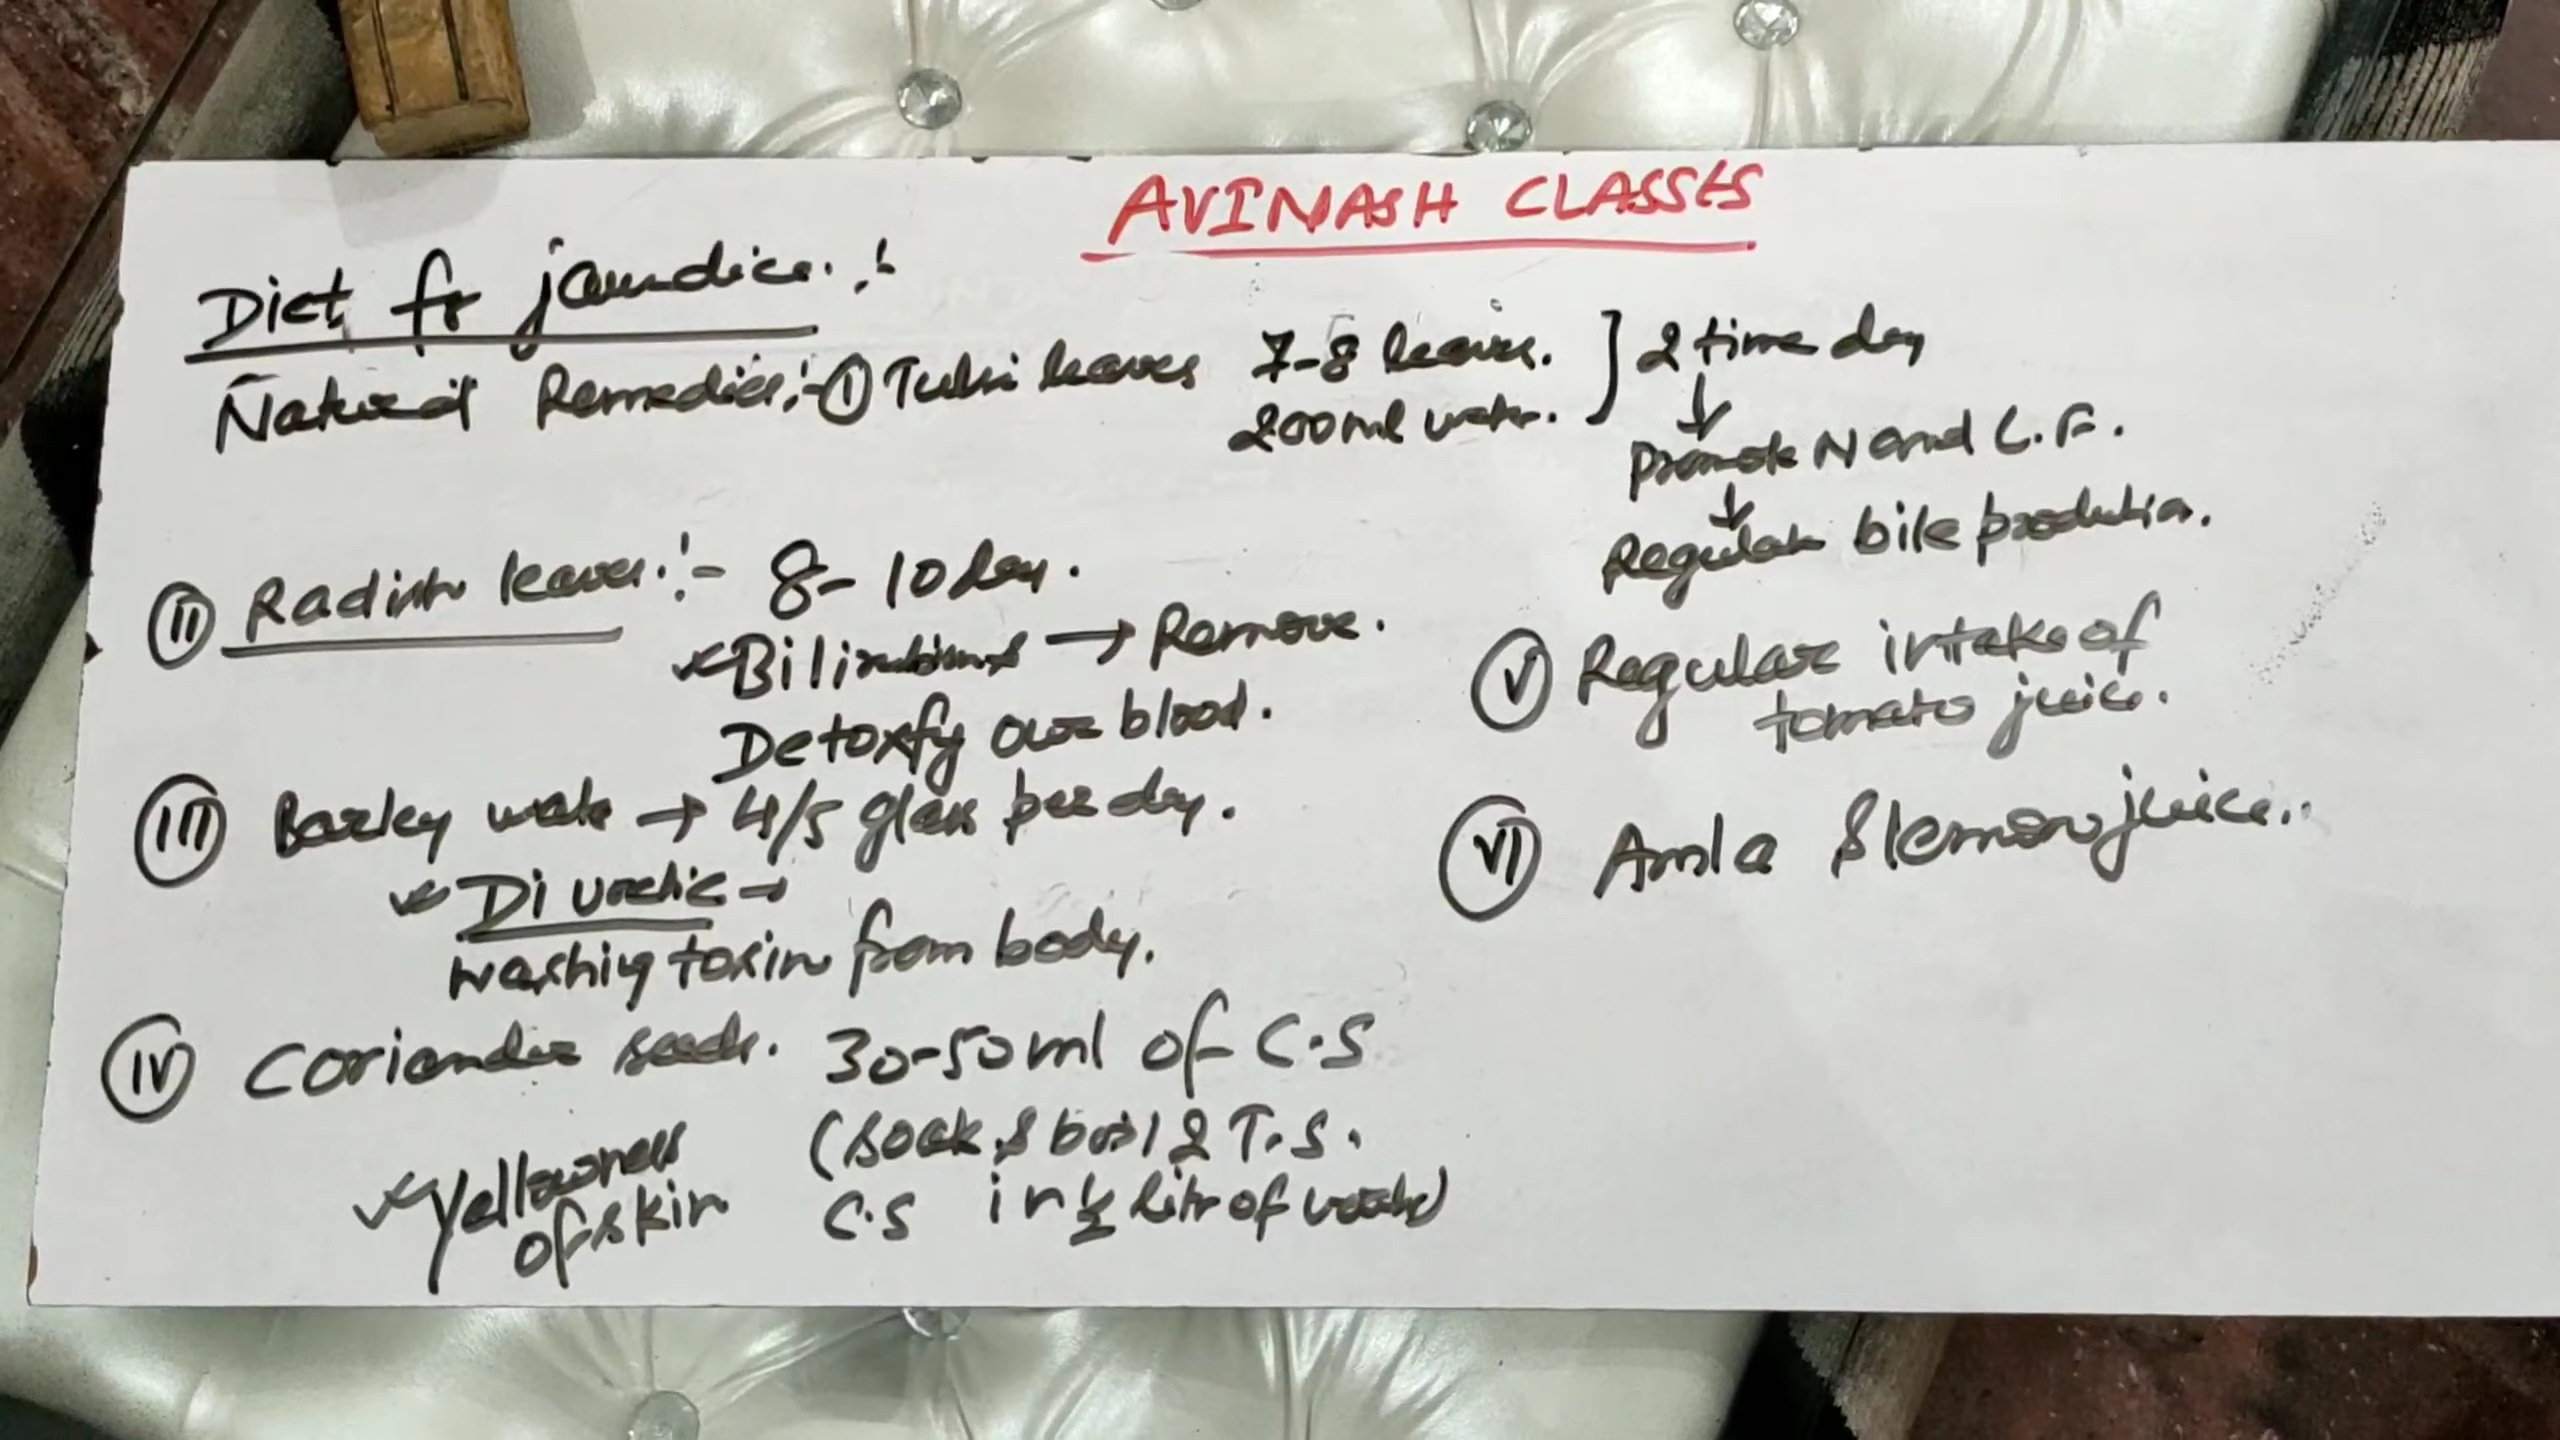 AVINASH CLASSES
Diet fr jaundice.:
Natural Remedies:- (I) Tulsi leaves 7-8 leaves. ] 2 time day
200ml water.
↓
Promote N and L.F.
↓
Regular bile production.
(II) Radish leaves:- 8-10 day.
Bilirubins → Remove.
Detoxfy our blood.
(III) Barley water → 4/5 glass per day.
Diuretic →
washing toxin from body.
(IV) Coriander seeds. 30-50ml of C.S
(soak & boil 2 T.S.
C.S in ½ litr of water)
Yellowness
of skin
(V) Regular intake of
tomato juice.
(VI) Amla & lemon juice.